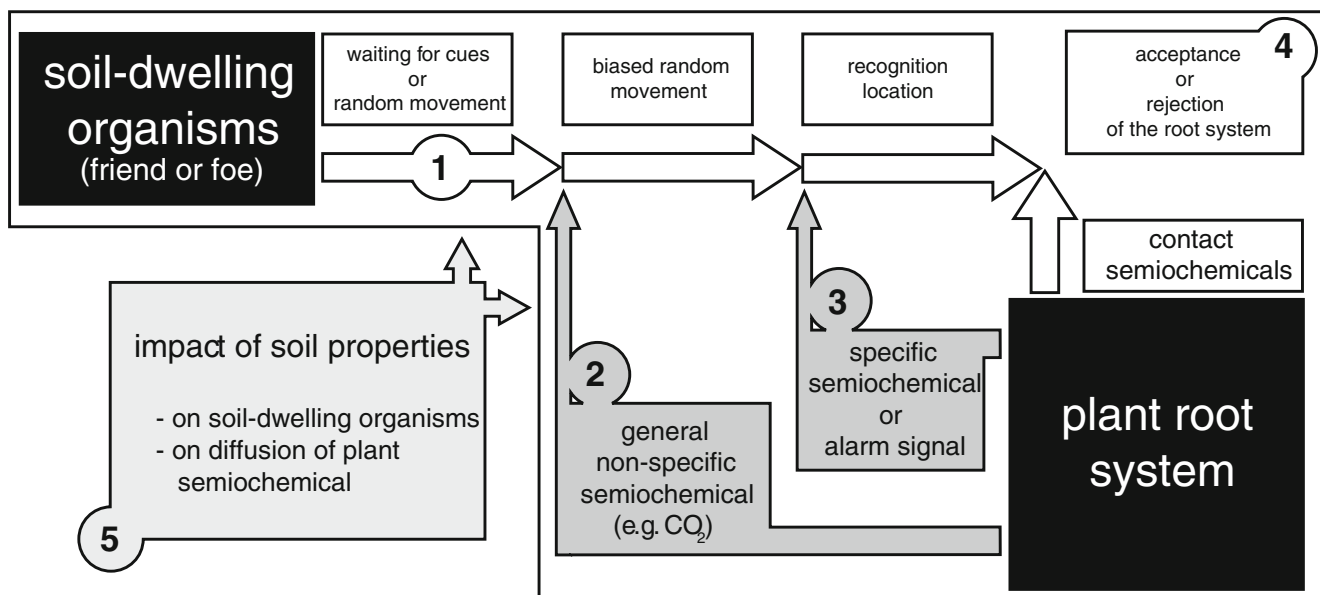 soil-dwelling
organisms
(friend or foe)
waiting for cues
or
random movement
1
biased random
movement
recognition
location
4
acceptance
or
rejection
of the root system
contact
semiochemicals
impact of soil properties
- on soil-dwelling organisms
- on diffusion of plant
semiochemical
5
2
general
non-specific
semiochemical
(e.g. CO₂)
3
specific
semiochemical
or
alarm signal
plant root
system